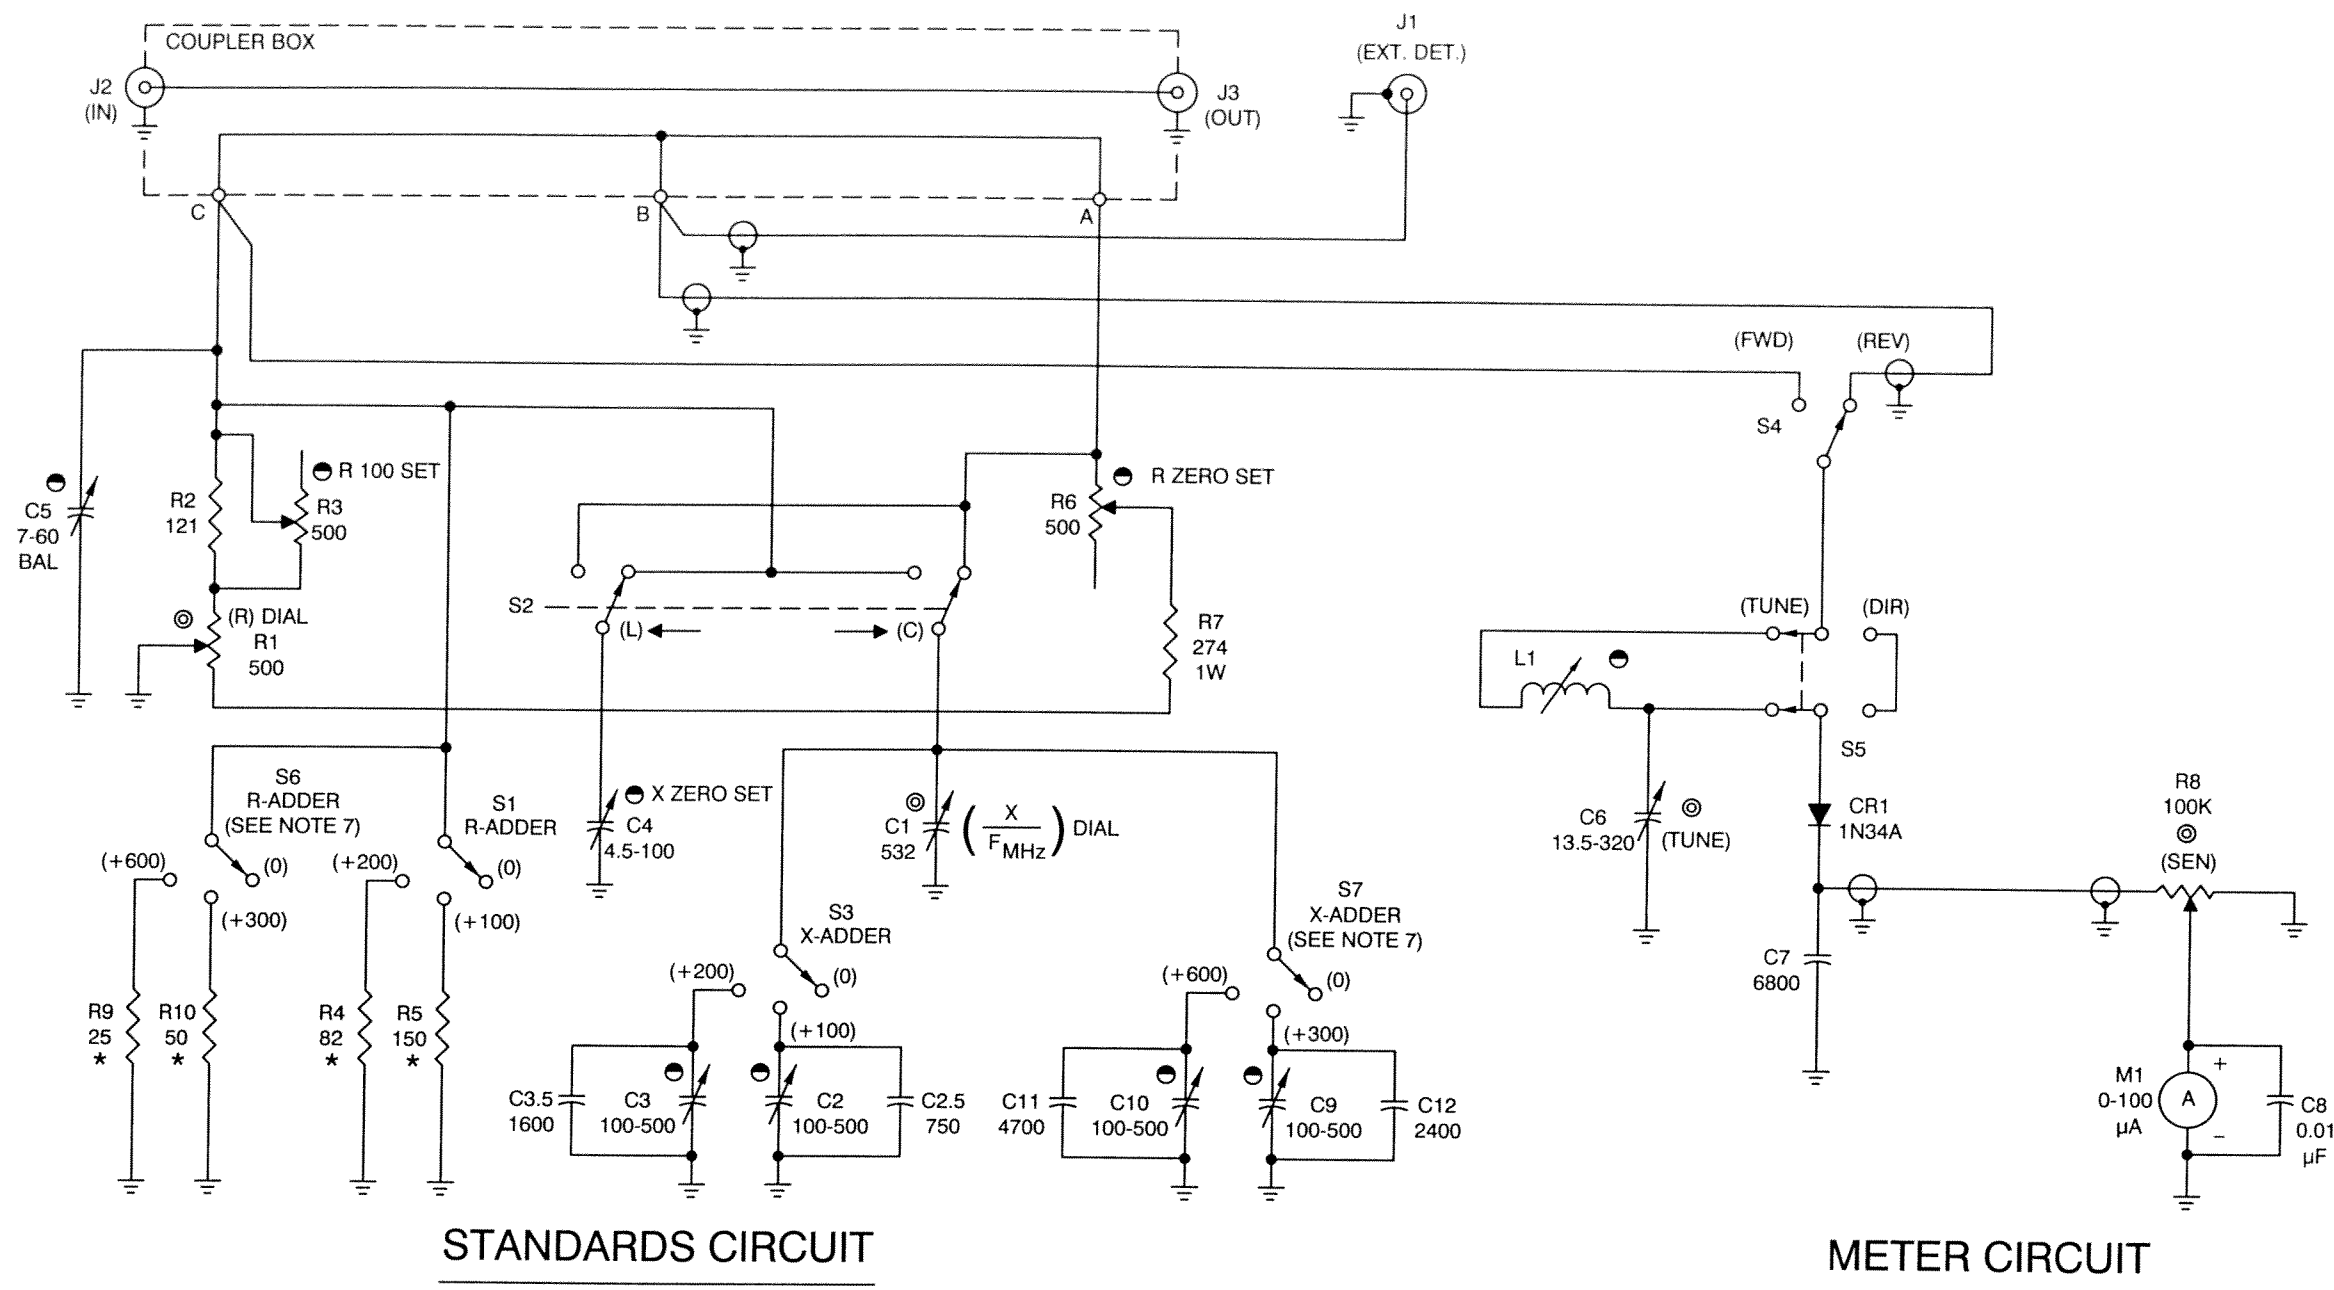 COUPLER BOX
J2
(IN)
J3
(OUT)
J1
(EXT. DET.)
C
B
A
(FWD)
(REV)
S4
C5
7-60
BAL
R2
121
R 100 SET
R3
500
(R) DIAL
R1
500
S2
(L)
(C)
R ZERO SET
R6
500
R7
274
1W
(TUNE)
(DIR)
L1
S5
C6
13.5-320
(TUNE)
CR1
1N34A
R8
100K
(SEN)
C7
6800
M1
0-100
µA
A
+
−
C8
0.01
µF
S6
R-ADDER
(SEE NOTE 7)
(+600)
(0)
(+300)
R9
25
*
R10
50
*
S1
R-ADDER
(+200)
(0)
(+100)
R4
82
*
R5
150
*
X ZERO SET
C4
4.5-100
C1
532
( X / FMHz ) DIAL
S3
X-ADDER
(+200)
(0)
(+100)
C3.5
1600
C3
100-500
C2
100-500
C2.5
750
S7
X-ADDER
(SEE NOTE 7)
(+600)
(0)
(+300)
C11
4700
C10
100-500
C9
100-500
C12
2400
STANDARDS CIRCUIT
METER CIRCUIT